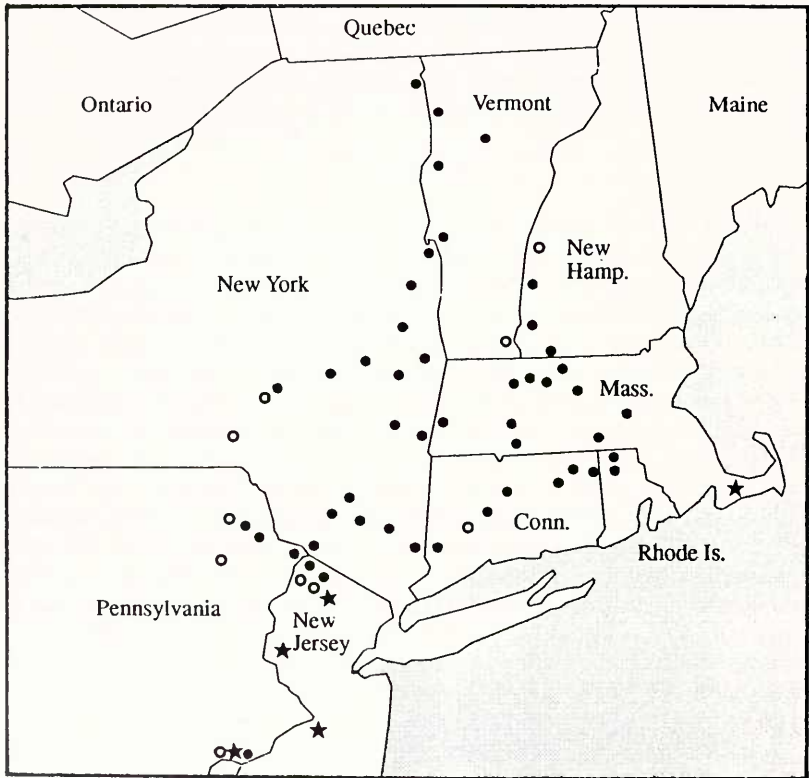 Quebec
Ontario
Vermont
Maine
New
Hamp.
New York
Mass.
Conn.
Rhode Is.
Pennsylvania
New
Jersey